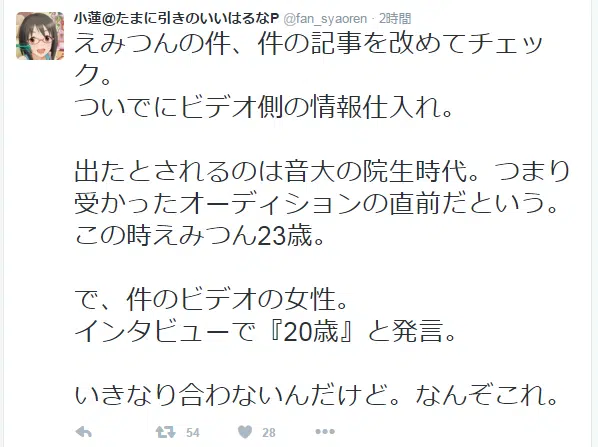 小蓮@たまに引きのいいはるなP @fan_syaoren · 2時間
えみつんの件、件の記事を改めてチェッ
ク。
ついでにビデオ側の情報仕入れ。
出たとされるのは音大の院生時代。つまり
受かったオーディションの直前だという。
この時えみつん23歳。
で、件のビデオの女性。
インタビューで『20歳』と発言。
いきなり合わないんだけど。なんぞこれ。
54 28